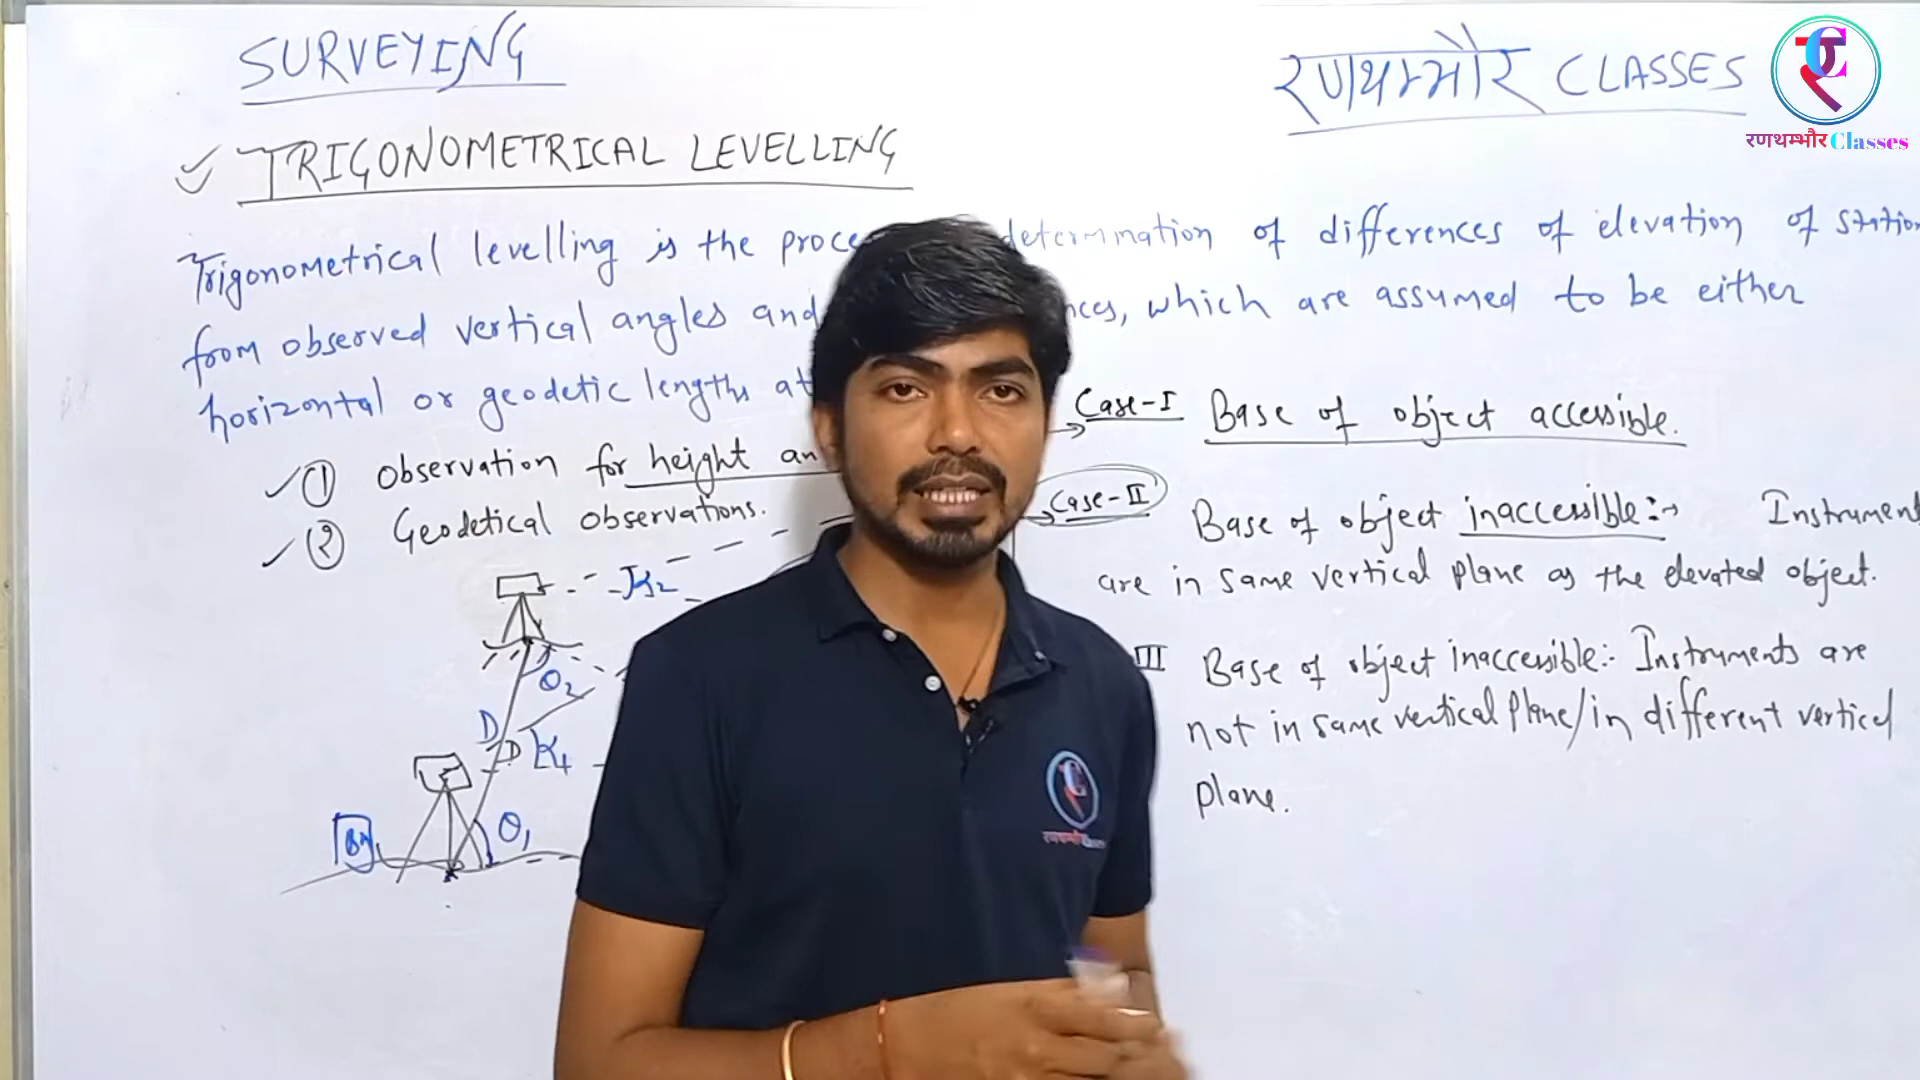 SURVEYING
रणथम्भौर CLASSES
रणथम्भौर Classes
TRIGONOMETRICAL LEVELLING
Trigonometrical levelling is the proce determination of differences of elevation of station
from observed vertical angles and nces, which are assumed to be either
horizontal or geodetic lengths at
① Observation for height an
② Geodetical observations.
Case-I Base of object accessible.
Case-II Base of object inaccessible:→ Instrument
are in same vertical plane as the elevated object.
III Base of object inaccessible:- Instruments are
not in same vertical plane/in different vertical
plane.
K2
θ2
D
D
θ1
रणथम्भौर Classes